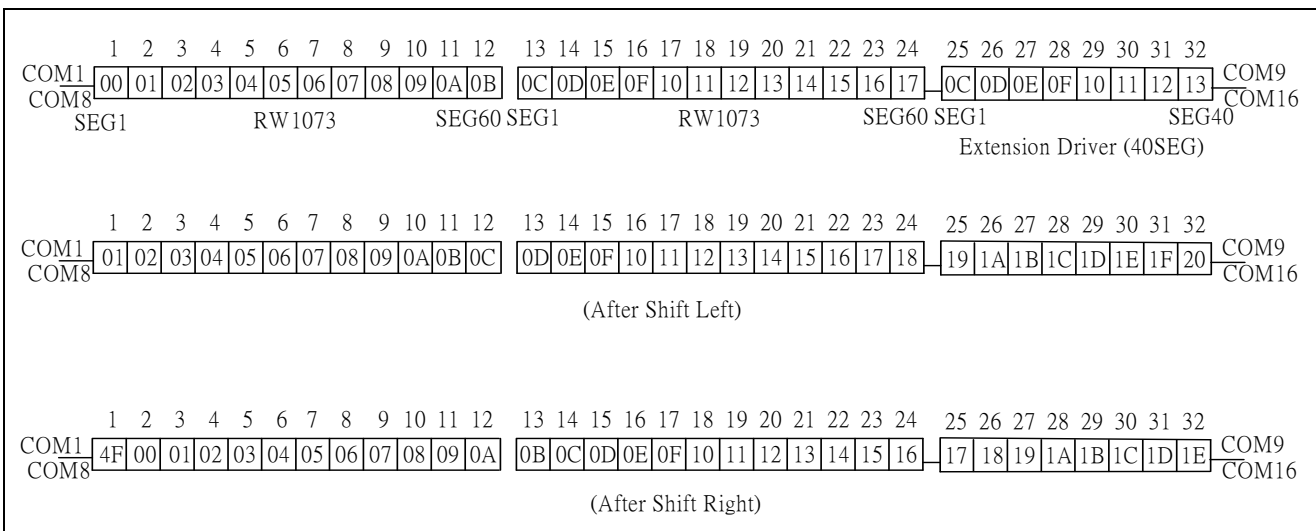 1 2 3 4 5 6 7 8 9 10 11 12 13 14 15 16 17 18 19 20 21 22 23 24 25 26 27 28 29 30 31 32
COM1 00 01 02 03 04 05 06 07 08 09 0A 0B 0C 0D 0E 0F 10 11 12 13 14 15 16 17 0C 0D 0E 0F 10 11 12 13 COM9
COM8 COM16
SEG1 RW1073 SEG60 SEG1 RW1073 SEG60 SEG1 SEG40
Extension Driver (40SEG)
1 2 3 4 5 6 7 8 9 10 11 12 13 14 15 16 17 18 19 20 21 22 23 24 25 26 27 28 29 30 31 32
COM1 01 02 03 04 05 06 07 08 09 0A 0B 0C 0D 0E 0F 10 11 12 13 14 15 16 17 18 19 1A 1B 1C 1D 1E 1F 20 COM9
COM8 COM16
(After Shift Left)
1 2 3 4 5 6 7 8 9 10 11 12 13 14 15 16 17 18 19 20 21 22 23 24 25 26 27 28 29 30 31 32
COM1 4F 00 01 02 03 04 05 06 07 08 09 0A 0B 0C 0D 0E 0F 10 11 12 13 14 15 16 17 18 19 1A 1B 1C 1D 1E COM9
COM8 COM16
(After Shift Right)